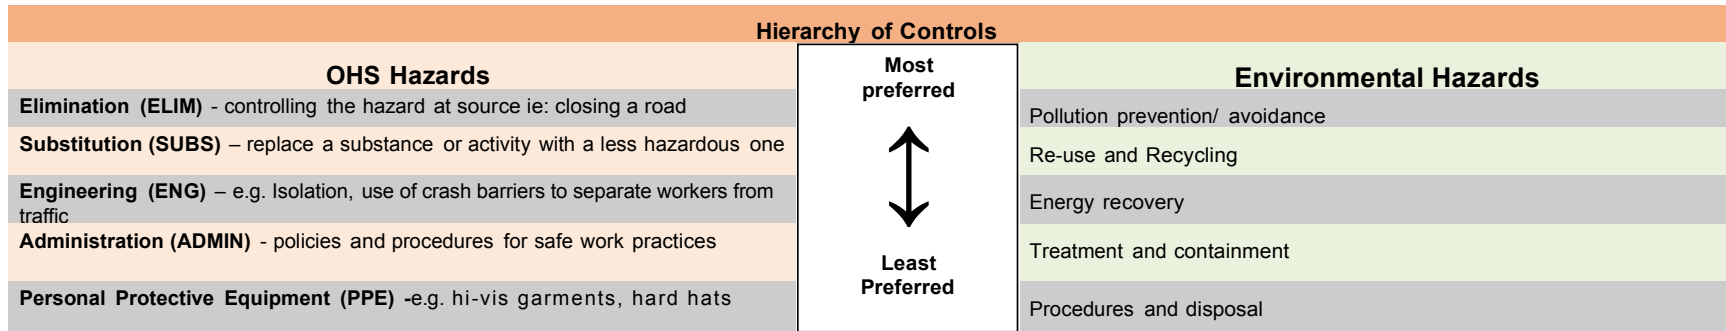 Hierarchy of Controls
OHS Hazards
Most
preferred
Environmental Hazards
Elimination (ELIM) - controlling the hazard at source ie: closing a road
Pollution prevention/ avoidance
Substitution (SUBS) – replace a substance or activity with a less hazardous one
Re-use and Recycling
Engineering (ENG) – e.g. Isolation, use of crash barriers to separate workers from
traffic
Energy recovery
Administration (ADMIN) - policies and procedures for safe work practices
Treatment and containment
Least
Preferred
Personal Protective Equipment (PPE) -e.g. hi-vis garments, hard hats
Procedures and disposal